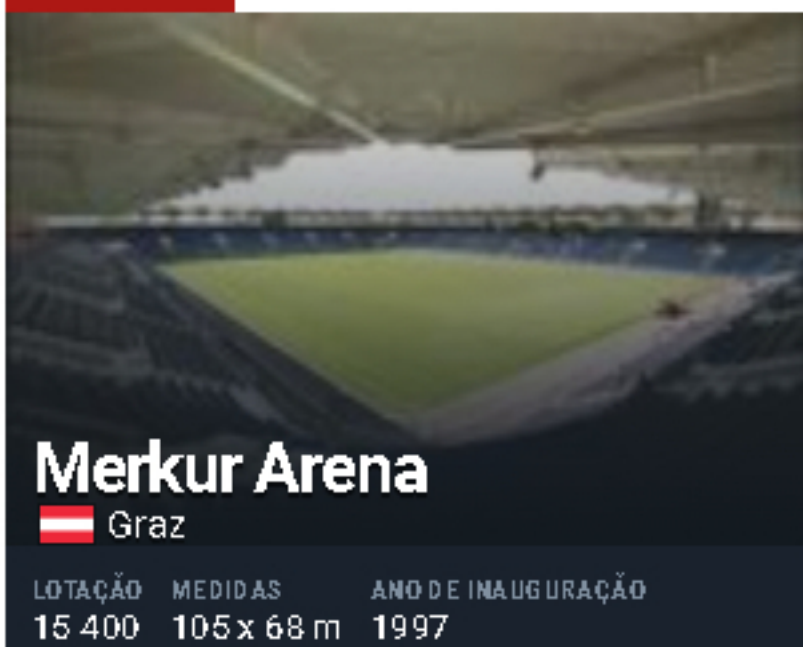 Merkur Arena
Graz
LOTAÇÃO MEDIDAS ANO DE INAUGURAÇÃO
15 400 105 x 68 m 1997